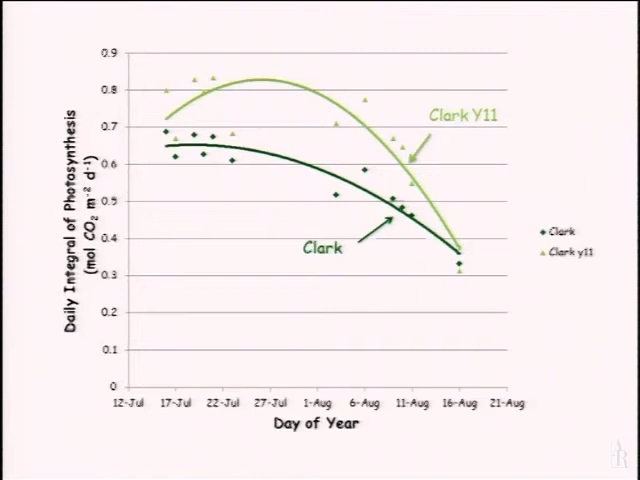 0.9
0.8
0.7
0.6
0.5
0.4
0.3
0.2
0.1
0
Daily Integral of Photosynthesis
(mol CO2 m-2 d-1)
Clark Y11
Clark
Clark
Clark y11
12-Jul 17-Jul 22-Jul 27-Jul 1-Aug 6-Aug 11-Aug 16-Aug 21-Aug
Day of Year
R